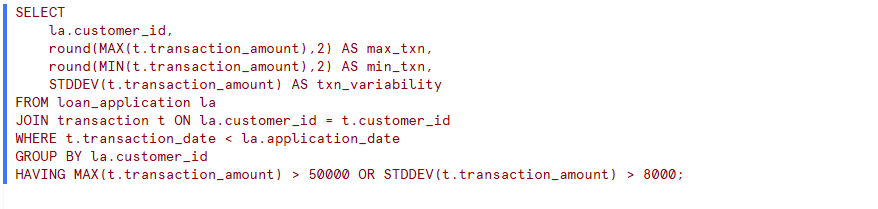 SELECT
    la.customer_id,
    round(MAX(t.transaction_amount),2) AS max_txn,
    round(MIN(t.transaction_amount),2) AS min_txn,
    STDDEV(t.transaction_amount) AS txn_variability
FROM loan_application la
JOIN transaction t ON la.customer_id = t.customer_id
WHERE t.transaction_date < la.application_date
GROUP BY la.customer_id
HAVING MAX(t.transaction_amount) > 50000 OR STDDEV(t.transaction_amount) > 8000;